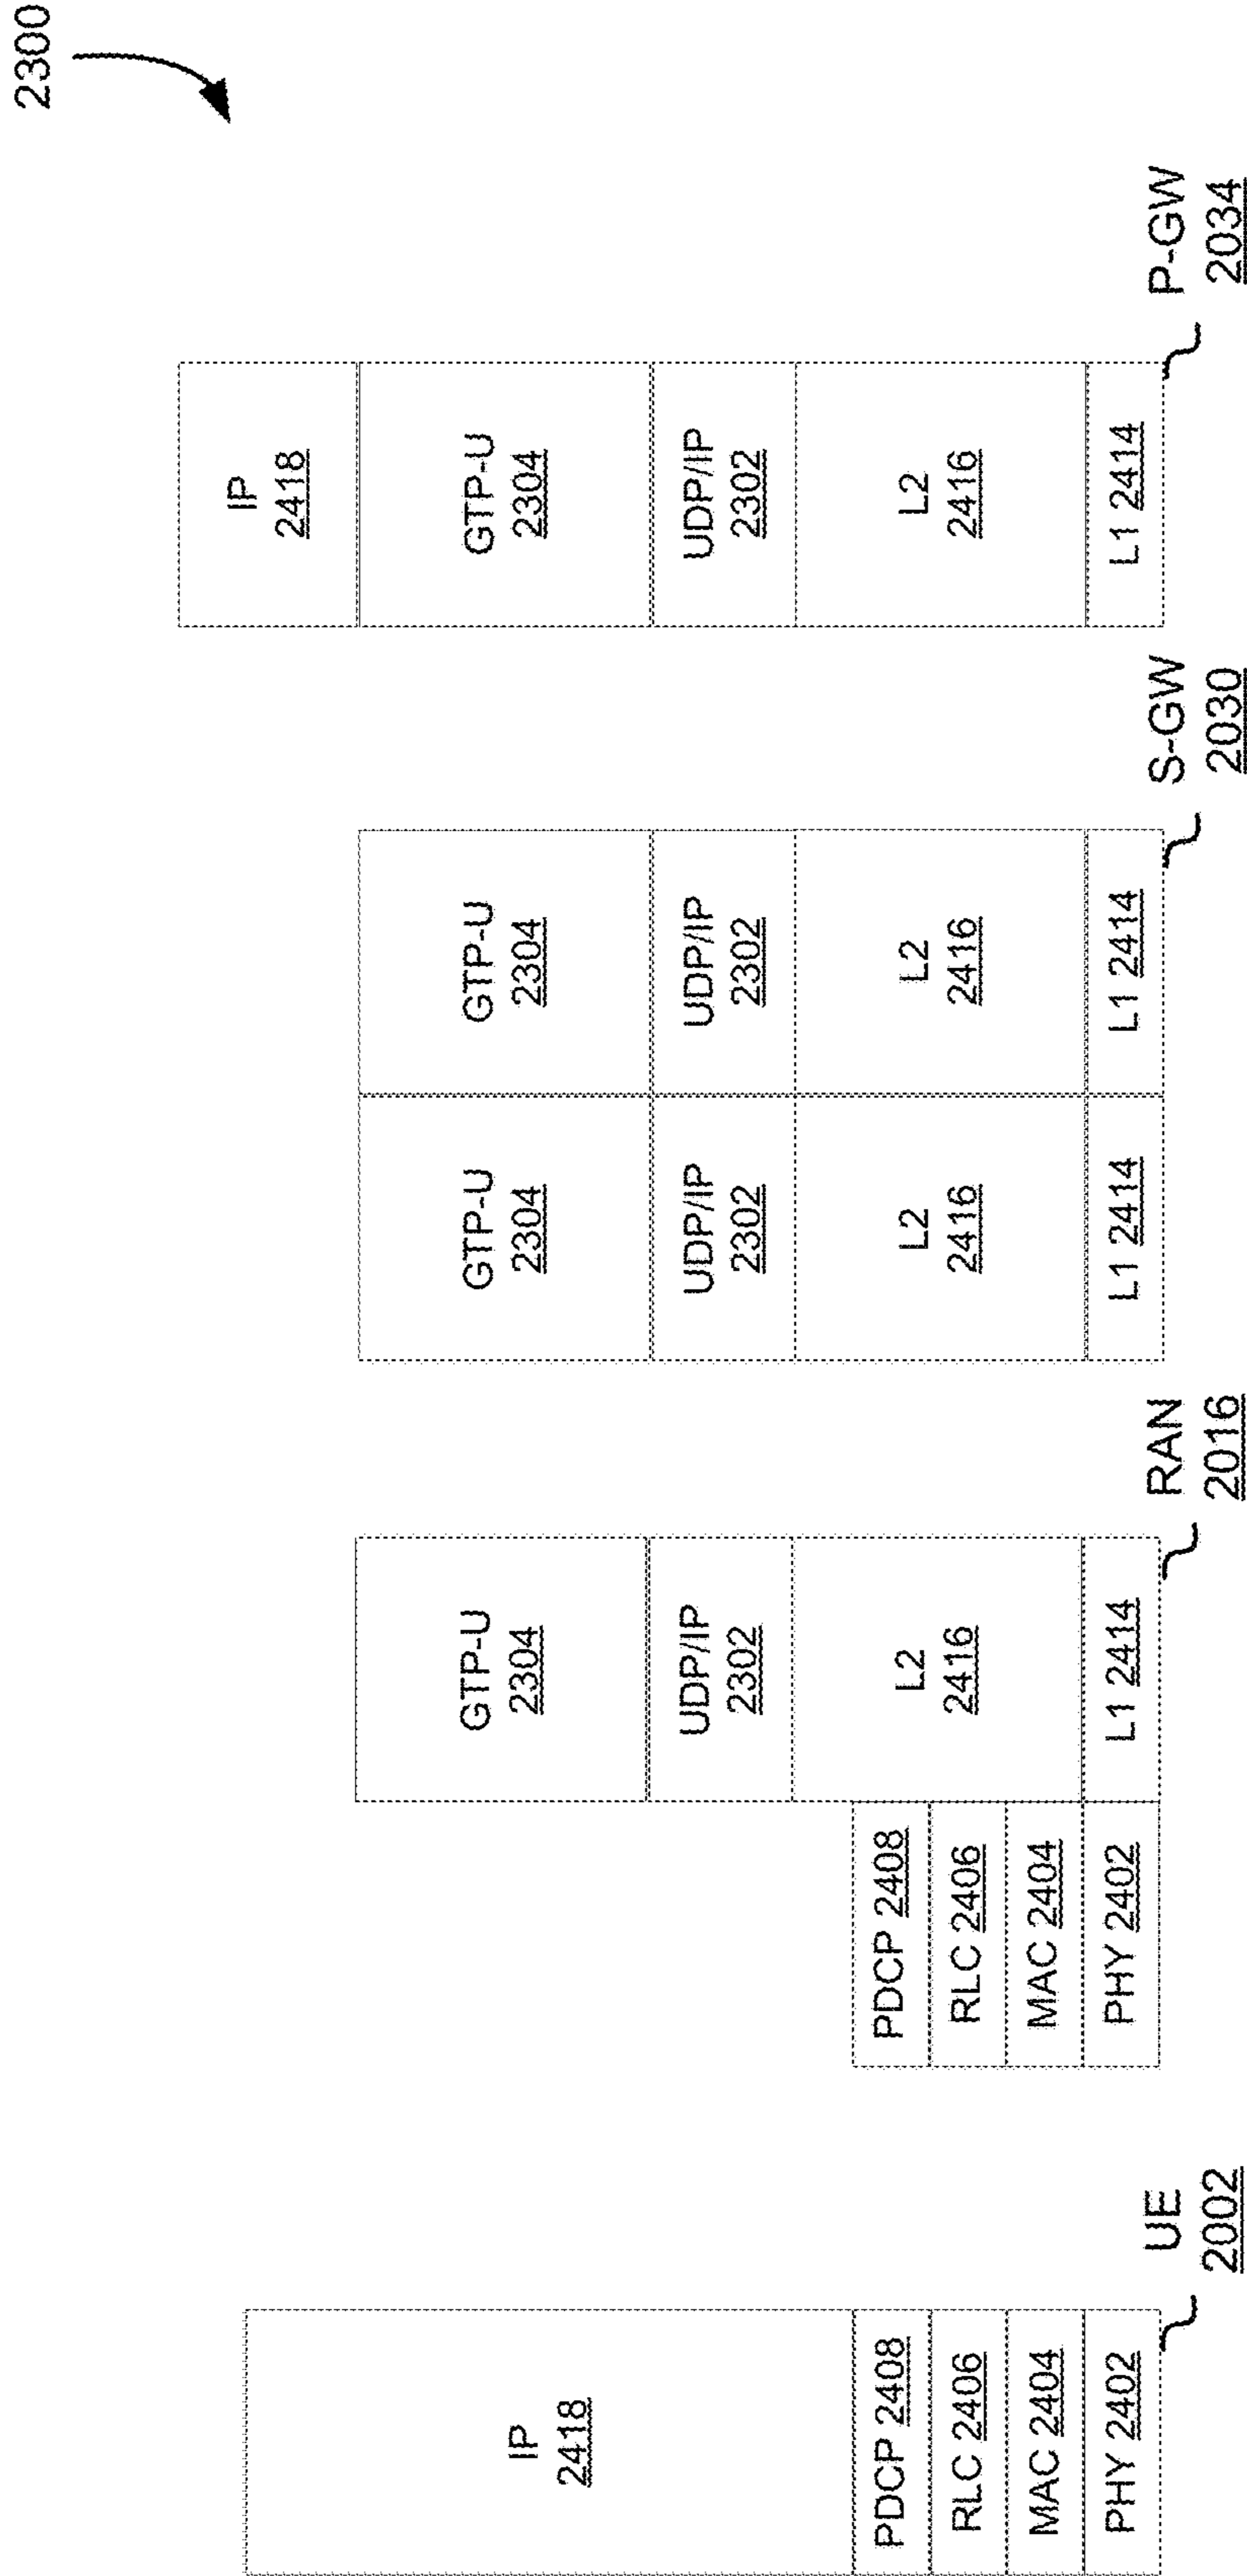 2300
IP
2418
PDCP 2408
RLC 2406
MAC 2404
PHY 2402
UE
2002
PDCP 2408
RLC 2406
MAC 2404
PHY 2402
GTP-U
2304
UDP/IP
2302
L2
2416
L1 2414
RAN
2016
GTP-U
2304
UDP/IP
2302
L2
2416
L1 2414
GTP-U
2304
UDP/IP
2302
L2
2416
L1 2414
S-GW
2030
IP
2418
GTP-U
2304
UDP/IP
2302
L2
2416
L1 2414
P-GW
2034